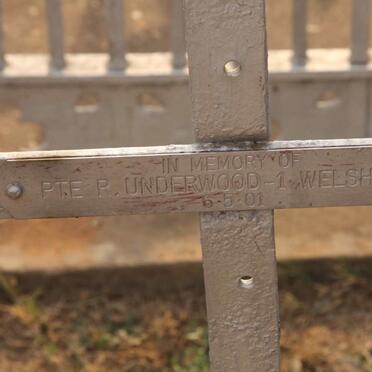 IN MEMORY OF
PTE P. UNDERWOOD-1 WELSH
6·5·01